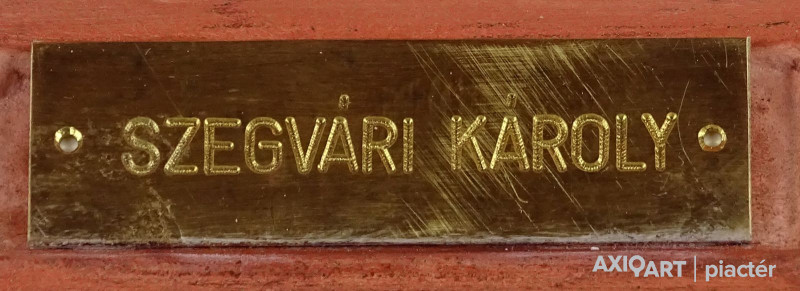 SZEGVÁRI KÁROLY
AXIOART | piactér